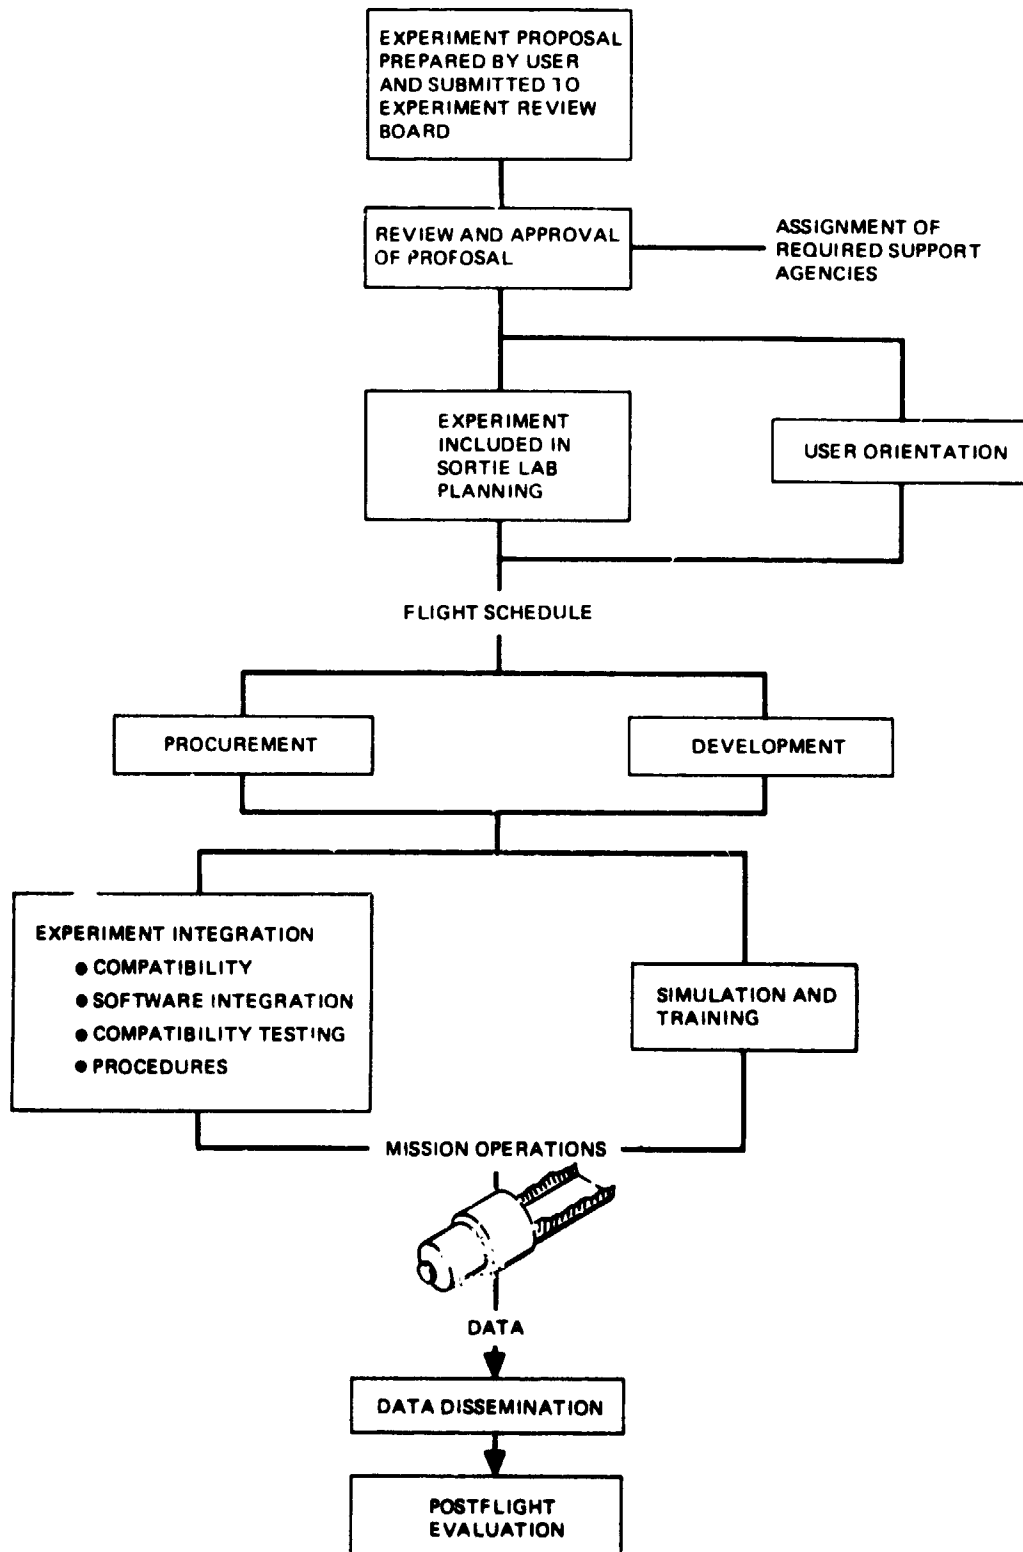 EXPERIMENT PROPOSAL
PREPARED BY USER
AND SUBMITTED TO
EXPERIMENT REVIEW
BOARD
REVIEW AND APPROVAL
OF PROPOSAL
ASSIGNMENT OF
REQUIRED SUPPORT
AGENCIES
EXPERIMENT
INCLUDED IN
SORTIE LAB
PLANNING
USER ORIENTATION
FLIGHT SCHEDULE
PROCUREMENT
DEVELOPMENT
EXPERIMENT INTEGRATION
● COMPATIBILITY
● SOFTWARE INTEGRATION
● COMPATIBILITY TESTING
● PROCEDURES
SIMULATION AND
TRAINING
MISSION OPERATIONS
DATA
DATA DISSEMINATION
POSTFLIGHT
EVALUATION